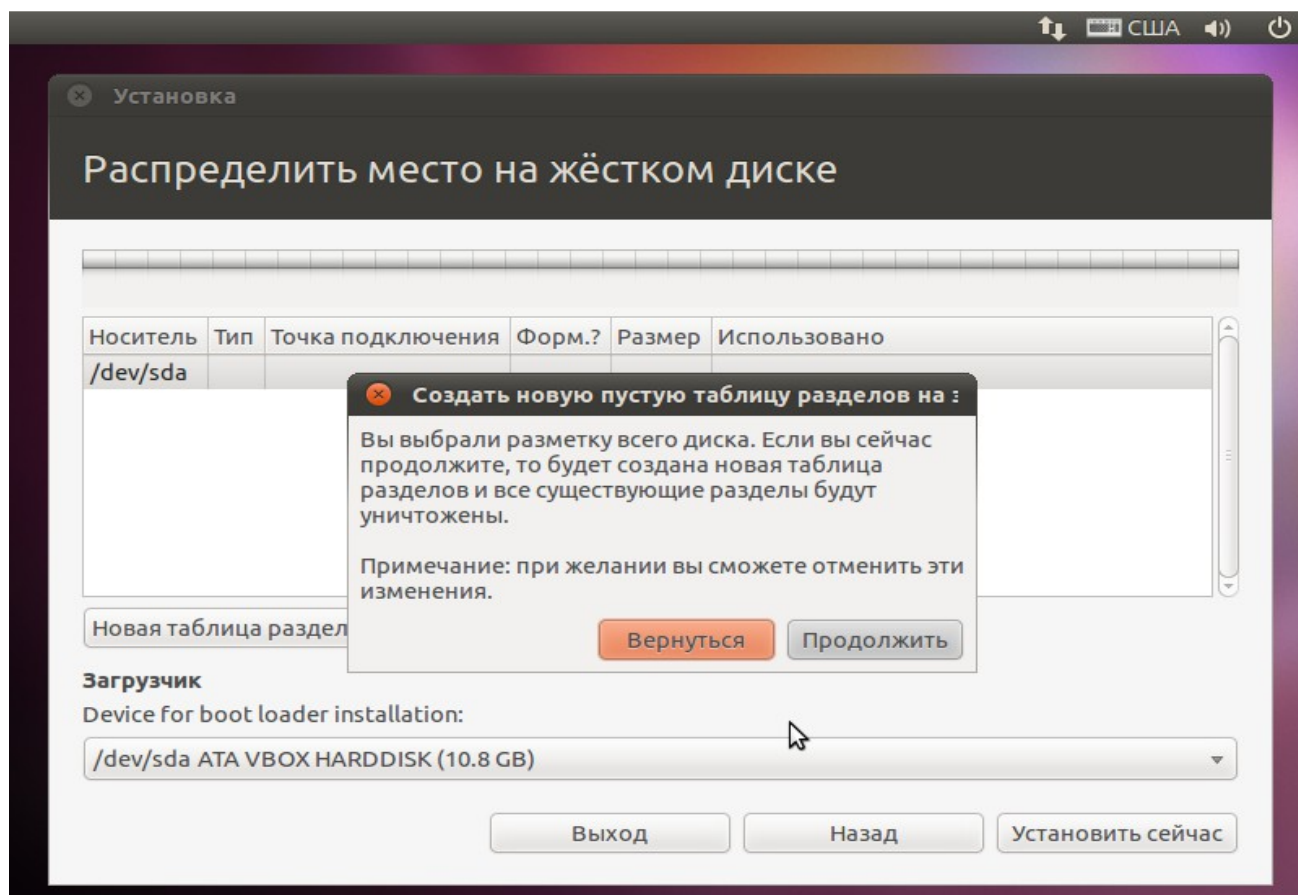 США
Установка
Распределить место на жёстком диске
Носитель Тип Точка подключения Форм.? Размер Использовано
/dev/sda
Создать новую пустую таблицу разделов на
Вы выбрали разметку всего диска. Если вы сейчас
продолжите, то будет создана новая таблица
разделов и все существующие разделы будут
уничтожены.
Примечание: при желании вы сможете отменить эти
изменения.
Вернуться Продолжить
Новая таблица раздел
Загрузчик
Device for boot loader installation:
/dev/sda ATA VBOX HARDDISK (10.8 GB)
Выход Назад Установить сейчас